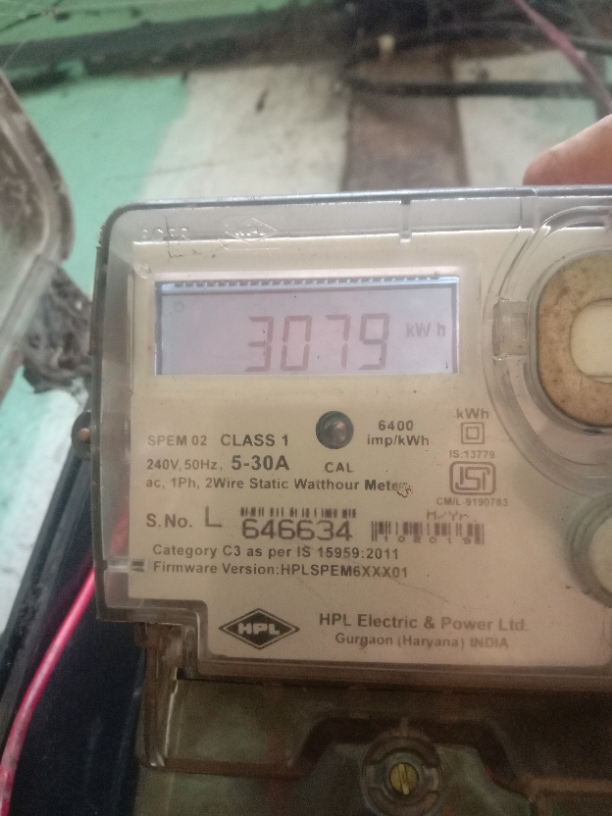 3079 kWh
6400
imp/kWh
kWh
SPEM 02 CLASS 1
240V, 50Hz. 5-30A
CAL
IS:13779
ac, 1Ph, 2Wire Static Watthour Meter
CM/L-9190783
S.No. L 646634
M/Yr
102019
Category C3 as per IS 15959:2011
Firmware Version:HPLSPEM6XXX01
HPL
HPL Electric & Power Ltd.
Gurgaon (Haryana) INDIA